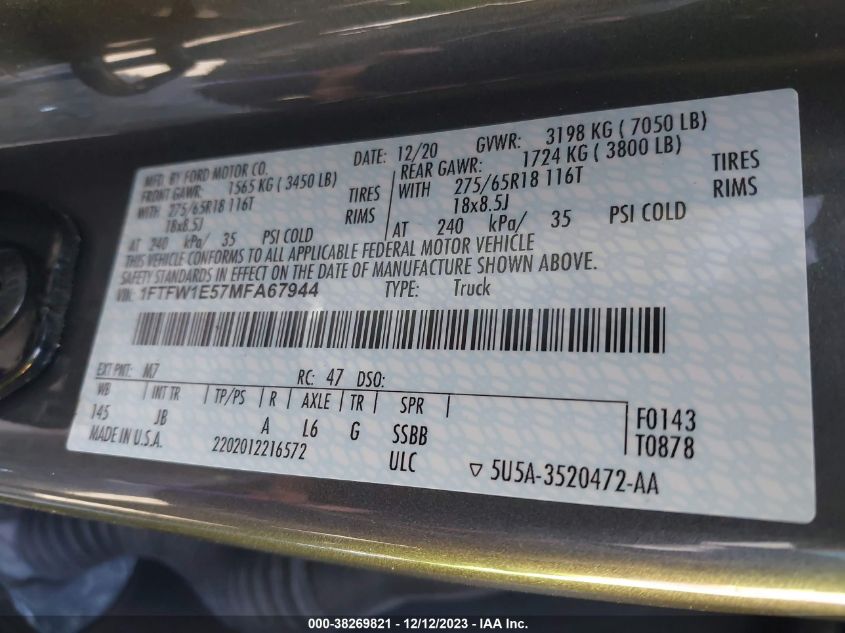 MFD. BY FORD MOTOR CO. DATE: 12/20 GVWR: 3198 KG ( 7050 LB)
FRONT GAWR: 1565 KG ( 3450 LB) REAR GAWR: 1724 KG ( 3800 LB)
WITH 275/65R18 116T TIRES WITH 275/65R18 116T TIRES
18x8.5J RIMS 18x8.5J RIMS
AT 240 kPa/ 35 PSI COLD AT 240 kPa/ 35 PSI COLD
THIS VEHICLE CONFORMS TO ALL APPLICABLE FEDERAL MOTOR VEHICLE
SAFETY STANDARDS IN EFFECT ON THE DATE OF MANUFACTURE SHOWN ABOVE.
VIN: 1FTFW1E57MFA67944 TYPE: Truck
EXT PNT: M7 RC: 47 DSO:
WB INT TR TP/PS R AXLE TR SPR
145 JB A L6 G SSBB F0143
MADE IN U.S.A. 2202012216572 ULC T0878
5U5A-3520472-AA
000-38269821 - 12/12/2023 - IAA Inc.